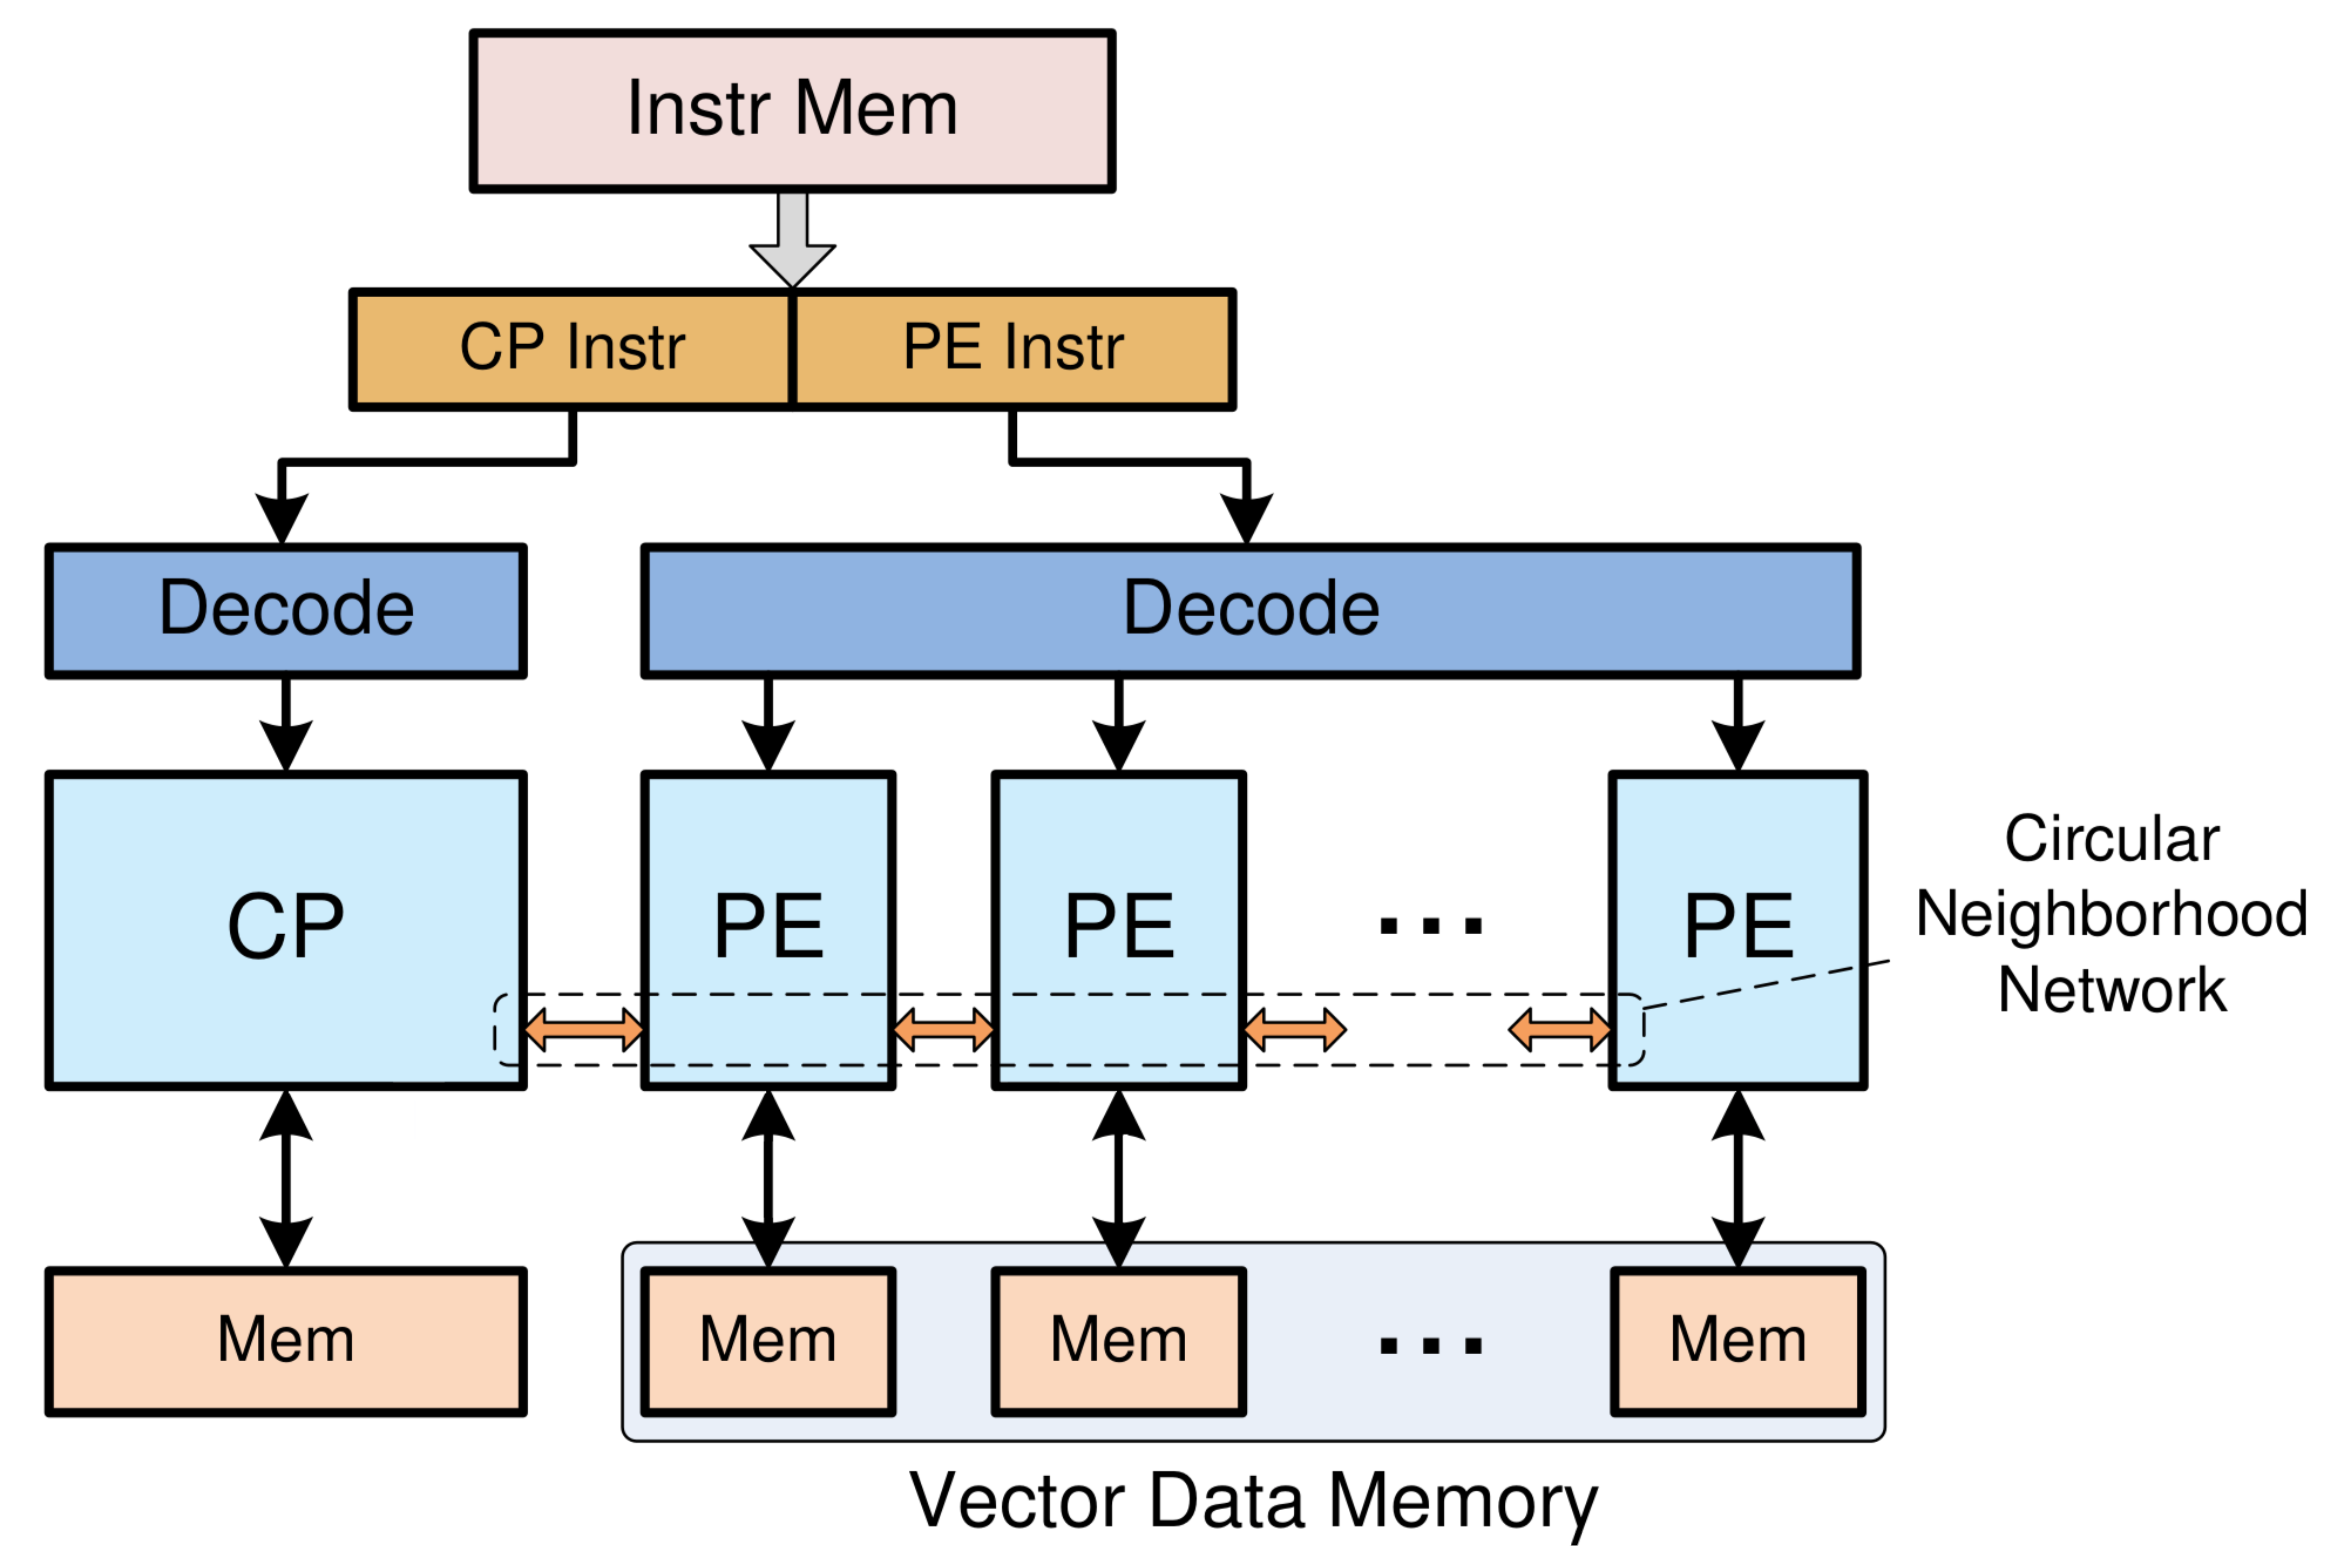 Instr Mem
CP Instr
PE Instr
Decode
Decode
CP
PE
PE
...
PE
Circular
Neighborhood
Network
Mem
Mem
Mem
...
Mem
Vector Data Memory